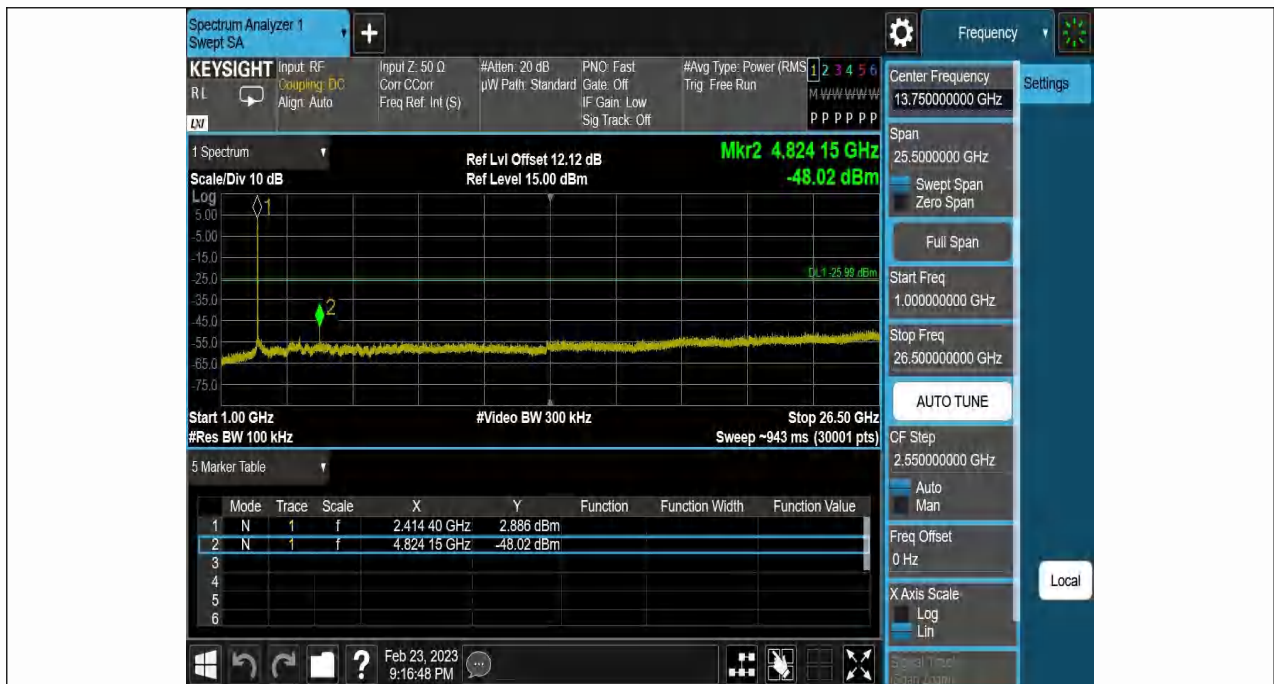 Spectrum Analyzer 1
Swept SA
+
Frequency
KEYSIGHT
R L
LXI
Input: RF
Coupling: DC
Align: Auto
Input Z: 50 Ω
Corr CCorr
Freq Ref: Int (S)
#Atten: 20 dB
µW Path: Standard
PNO: Fast
Gate: Off
IF Gain: Low
Sig Track: Off
#Avg Type: Power (RMS
Trig: Free Run
1 2 3 4 5 6
M W W W W W
P P P P P P
Center Frequency
13.750000000 GHz
Settings
Span
25.5000000 GHz
Swept Span
Zero Span
Full Span
Start Freq
1.000000000 GHz
Stop Freq
26.500000000 GHz
AUTO TUNE
CF Step
2.550000000 GHz
Auto
Man
Freq Offset
0 Hz
X Axis Scale
Log
Lin
Signal Track
(Span Zoom)
Local
1 Spectrum
Scale/Div 10 dB
Ref Lvl Offset 12.12 dB
Ref Level 15.00 dBm
Mkr2 4.824 15 GHz
-48.02 dBm
Log
5.00
-5.00
-15.0
-25.0
-35.0
-45.0
-55.0
-65.0
-75.0
1
2
DL1 -25.99 dBm
Start 1.00 GHz
#Res BW 100 kHz
#Video BW 300 kHz
Stop 26.50 GHz
Sweep ~943 ms (30001 pts)
5 Marker Table
Mode Trace Scale X Y Function Function Width Function Value
1 N 1 f 2.414 40 GHz 2.886 dBm
2 N 1 f 4.824 15 GHz -48.02 dBm
3
4
5
6
?
Feb 23, 2023
9:16:48 PM